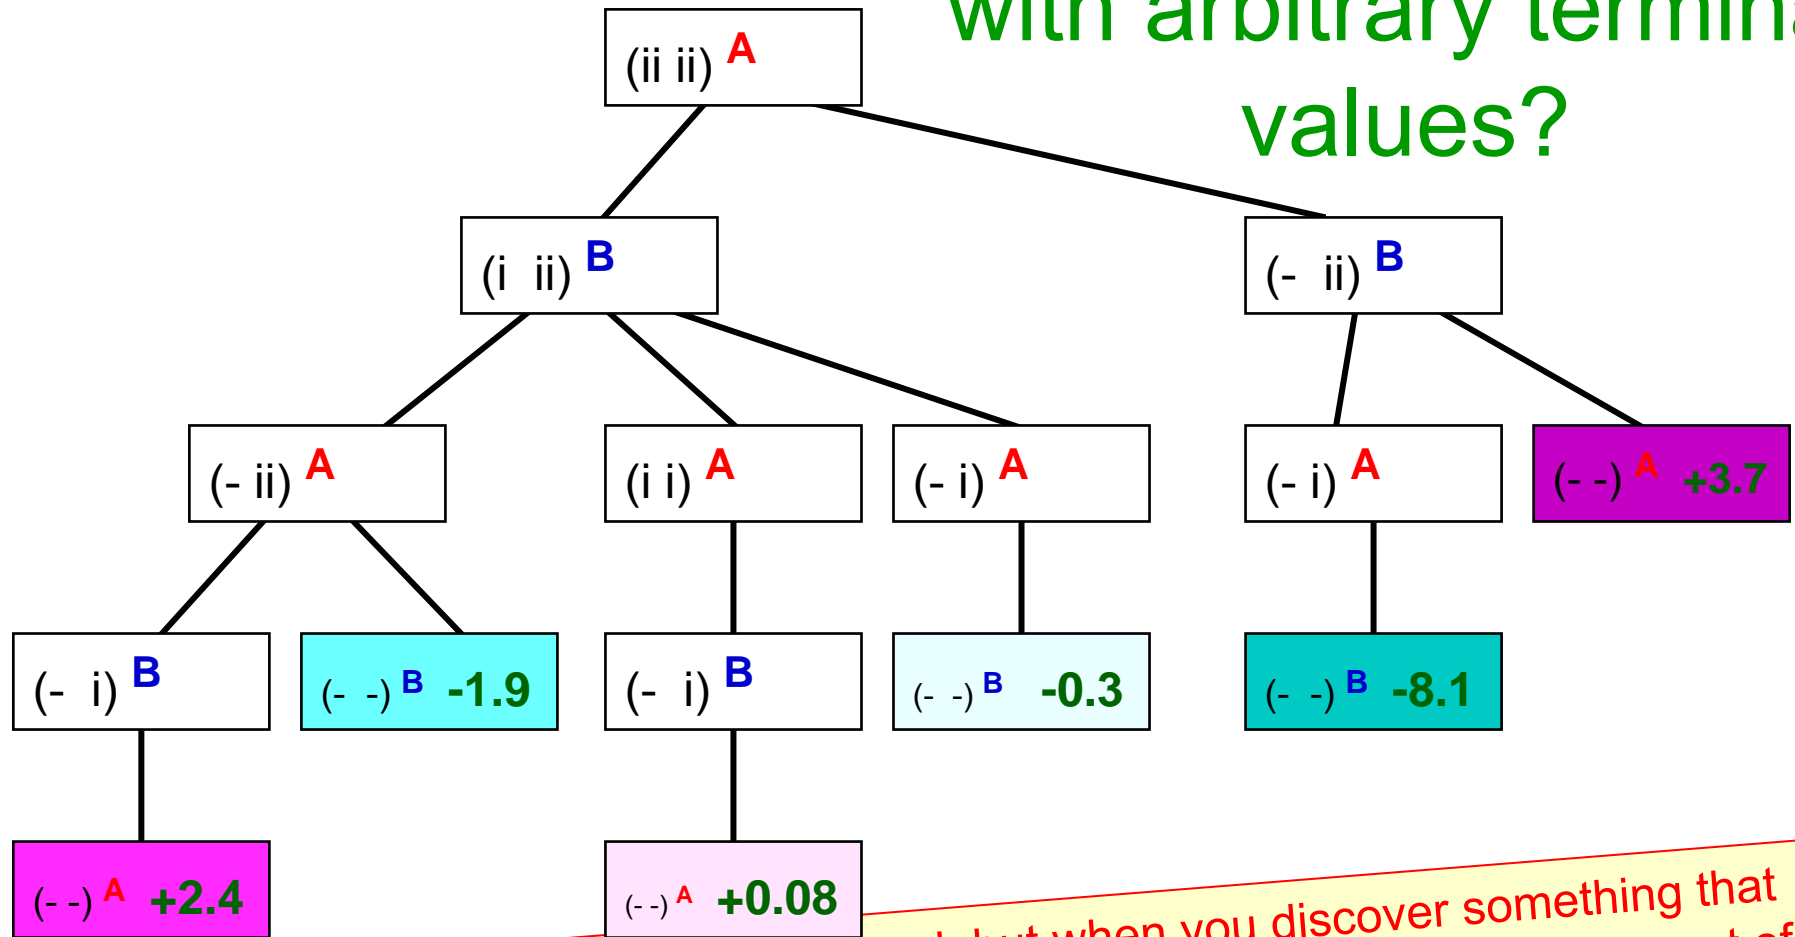 with arbitrary
values?
(ii ii) A
(i ii) B
(- ii) B
(- ii) A
(i i) A
(- i) A
(- i) A
(- -) A +3.7
(- i) B
(- -) B -1.9
(- i) B
(- -) B -0.3
(- -) B -8.1
(- -) A +2.4
(- -) A +0.08
but when you discover something that